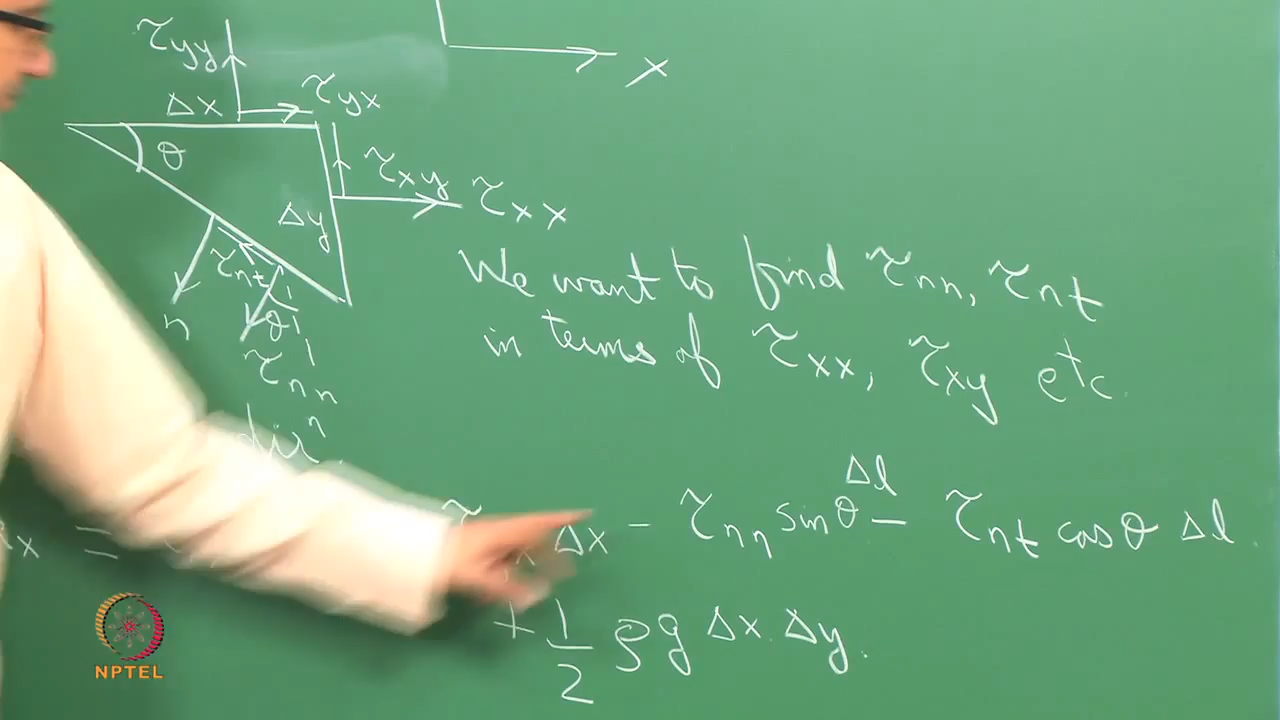 τyy
x
Δx
τyx
θ
τxy
τxx
Δy
τnt
n
θ
τnn
We want to find τnn, τnt
in terms of τxx, τxy etc.
dirn.
x =
Δx - τnn sinθ Δl - τnt cosθ Δl
+ 1/2 ρg Δx Δy.
NPTEL